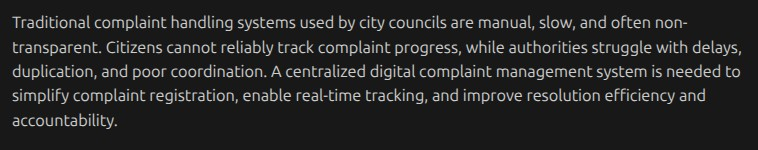 Traditional complaint handling systems used by city councils are manual, slow, and often non-
transparent. Citizens cannot reliably track complaint progress, while authorities struggle with delays,
duplication, and poor coordination. A centralized digital complaint management system is needed to
simplify complaint registration, enable real-time tracking, and improve resolution efficiency and
accountability.